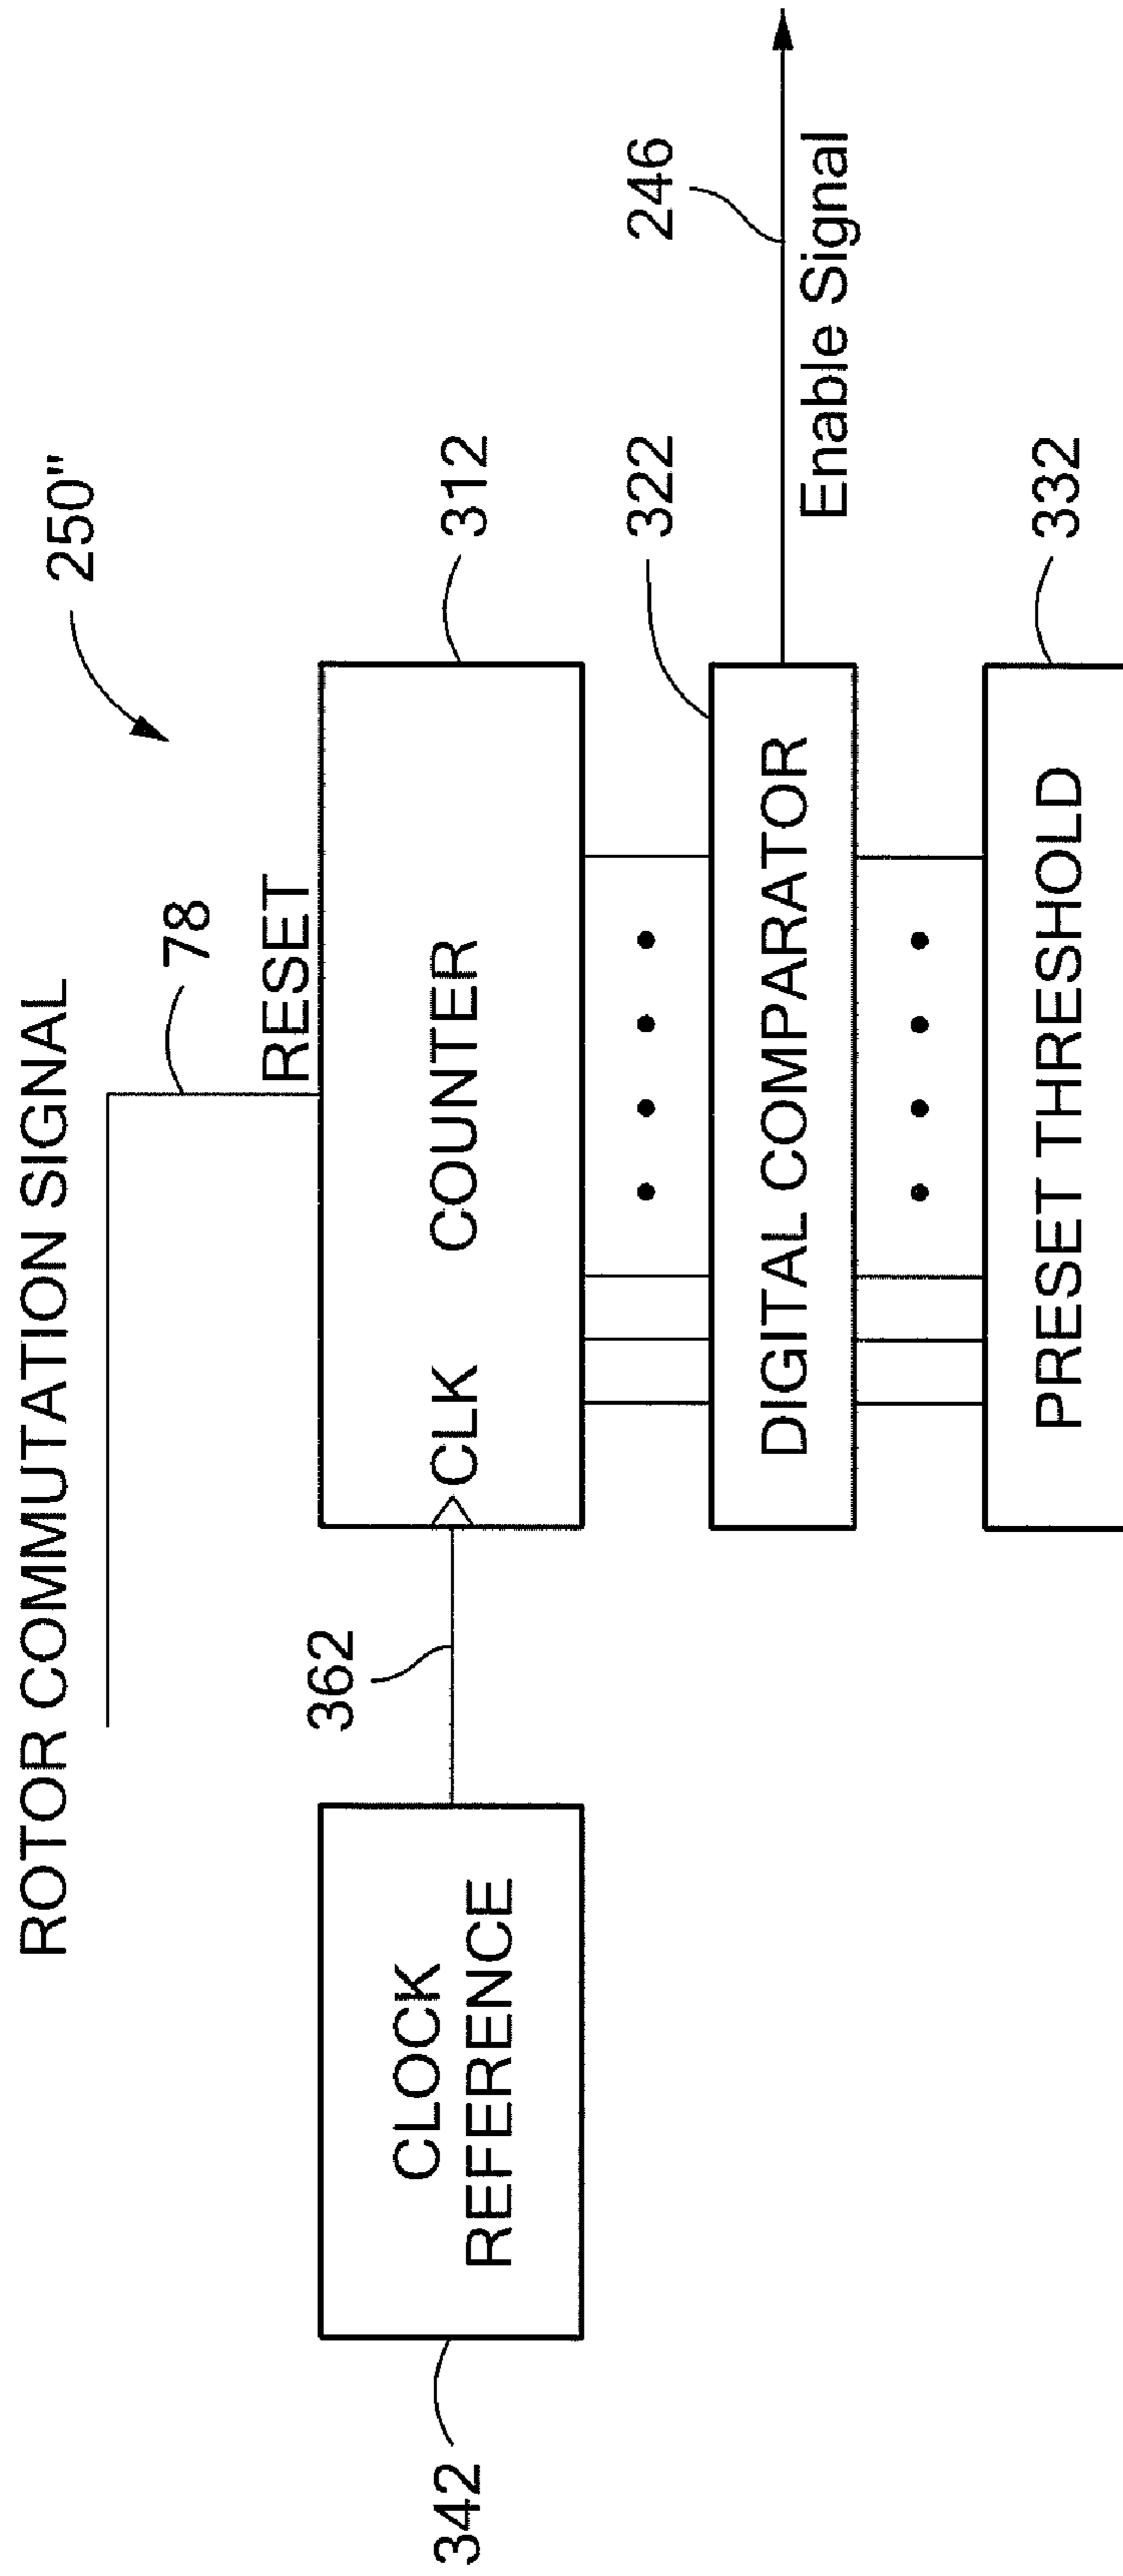 ROTOR COMMUTATION SIGNAL
250"
78
RESET
362
342
CLOCK
REFERENCE
CLK COUNTER
312
322
246
DIGITAL COMPARATOR
Enable Signal
PRESET THRESHOLD
332